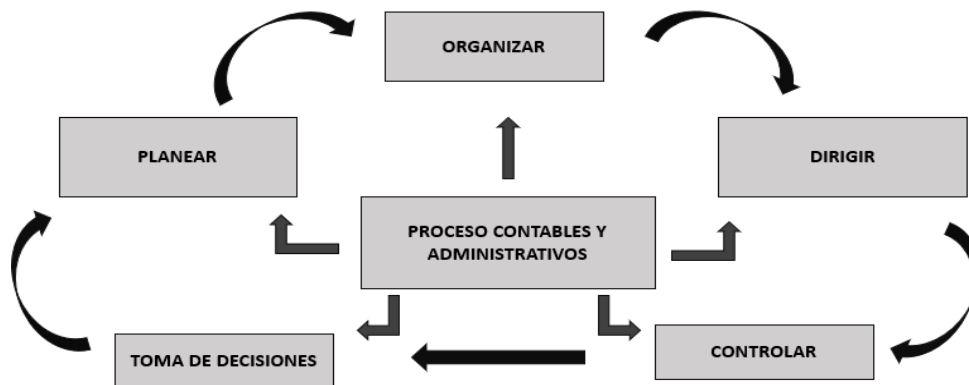 ORGANIZAR
PLANEAR
DIRIGIR
PROCESO CONTABLES Y
ADMINISTRATIVOS
TOMA DE DECISIONES
CONTROLAR